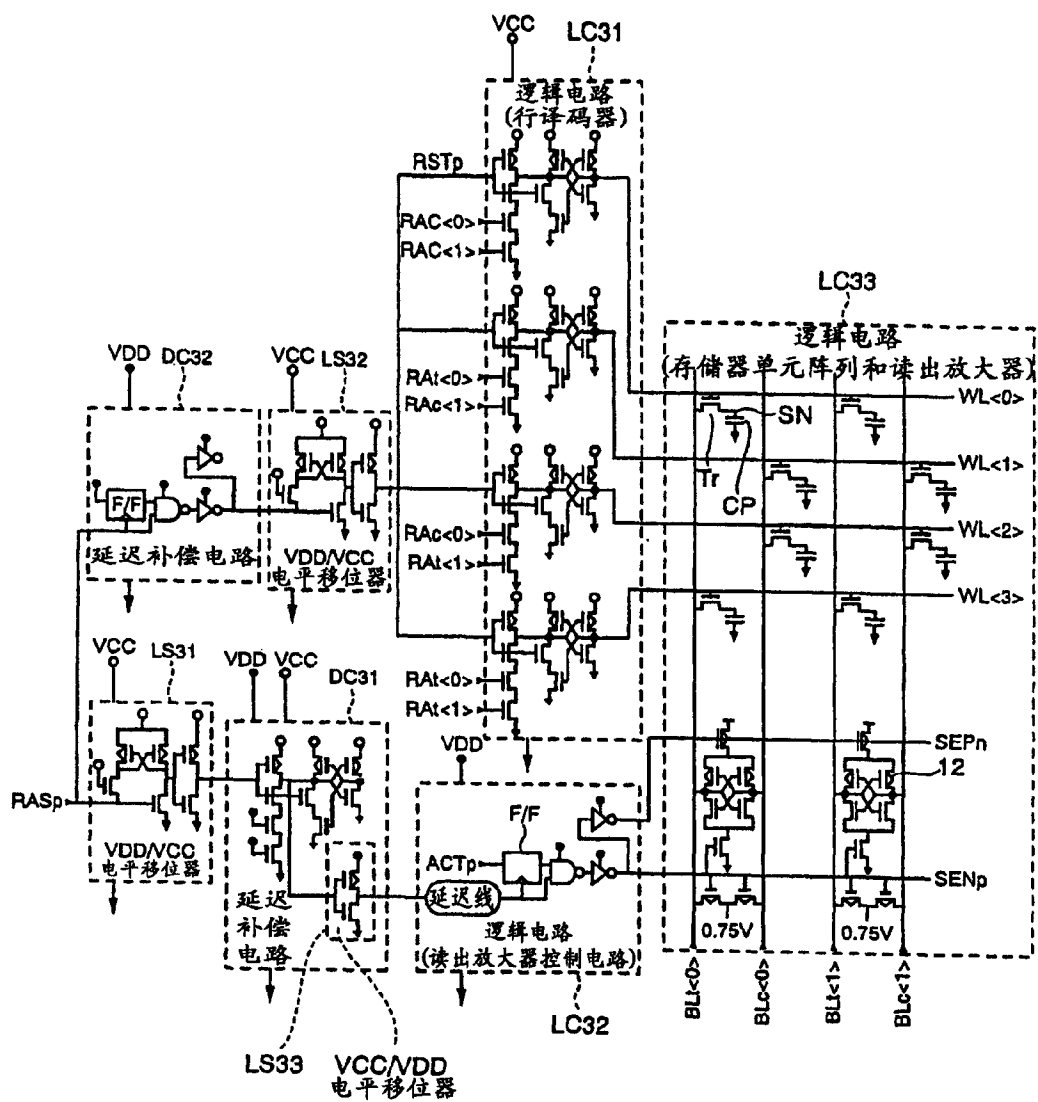 VCC
LC31
逻辑电路
(行译码器)
RSTp
RAC<0>
RAC<1>
RAt<0>
RAc<1>
RAc<0>
RAt<1>
RAt<0>
RAt<1>
LC33
逻辑电路
(存储器单元阵列和读出放大器)
WL<0>
SN
Tr
CP
WL<1>
WL<2>
WL<3>
VDD
DC32
VCC
LS32
F/F
延迟补偿电路
VDD/VCC
电平移位器
VCC
LS31
RASp
VDD/VCC
电平移位器
VDD
VCC
DC31
延迟
补偿
电路
LS33
VCC/VDD
电平移位器
VDD
F/F
ACTp
延迟线
逻辑电路
(读出放大器控制电路)
LC32
SEPn
12
SENp
0.75V
0.75V
BLt<0>
BLc<0>
BLt<1>
BLc<1>